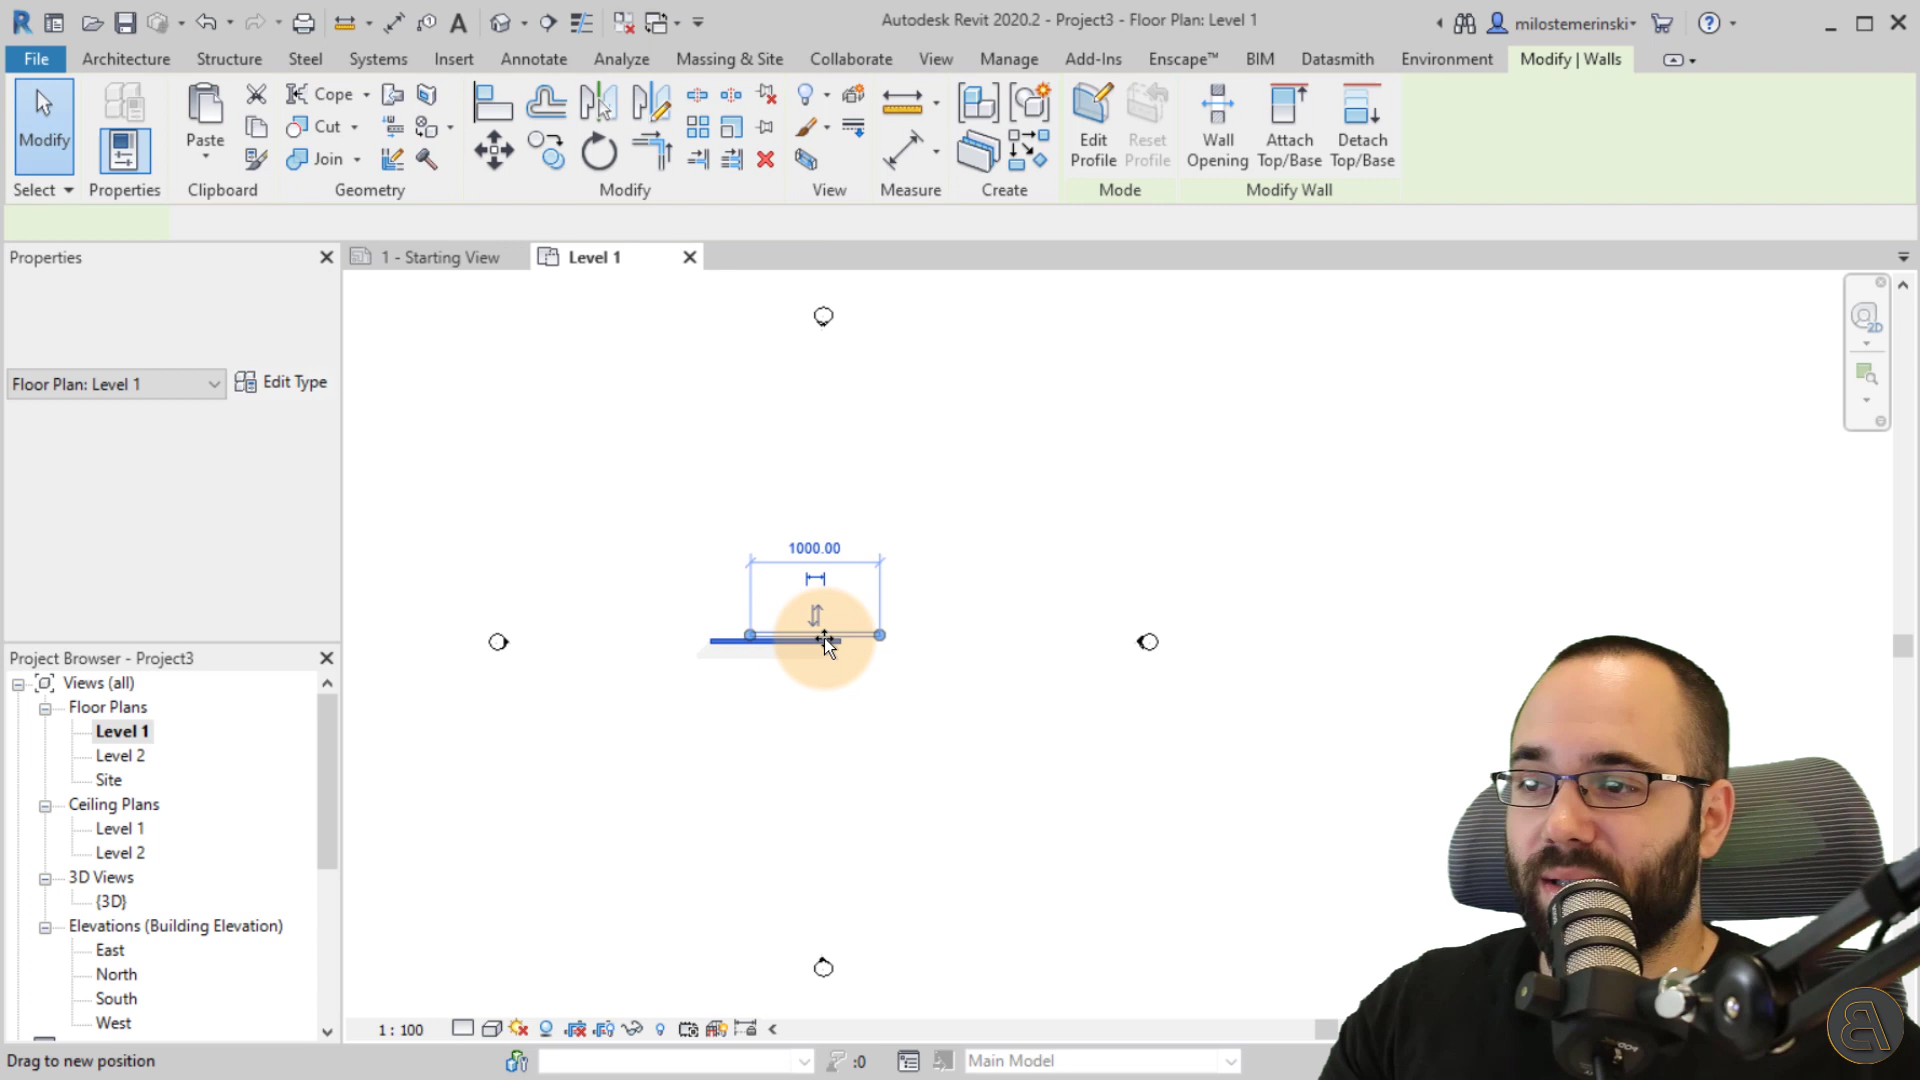 Autodesk Revit 2020.2 - Project3 - Floor Plan: Level 1
milostemerinski
File Architecture Structure Steel Systems Insert Annotate Analyze Massing & Site Collaborate View Manage Add-Ins Enscape™ BIM Datasmith Environment Modify | Walls
Modify
Paste
Cope
Cut
Join
Edit Profile
Reset Profile
Wall Opening
Attach Top/Base
Detach Top/Base
Select Properties Clipboard Geometry Modify View Measure Create Mode Modify Wall
Properties
1 - Starting View
Level 1
2D
Floor Plan: Level 1
Edit Type
1000.00
Project Browser - Project3
Views (all)
Floor Plans
Level 1
Level 2
Site
Ceiling Plans
Level 1
Level 2
3D Views
{3D}
Elevations (Building Elevation)
East
North
South
West
1 : 100
Drag to new position
:0
Main Model